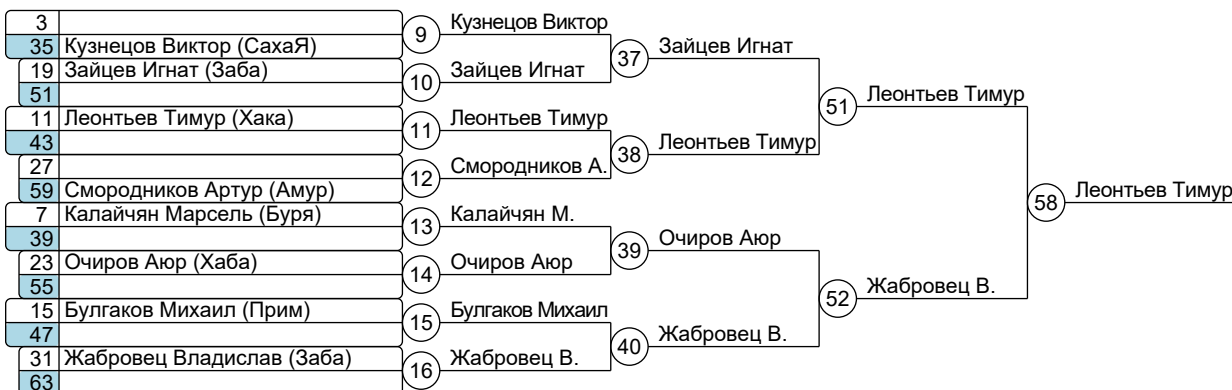 3
35 Кузнецов Виктор (СахаЯ)
19 Зайцев Игнат (Заба)
51
11 Леонтьев Тимур (Хака)
43
27
59 Смородников Артур (Амур)
7 Калайчян Марсель (Буря)
39
23 Очиров Аюр (Хаба)
55
15 Булгаков Михаил (Прим)
47
31 Жабровец Владислав (Заба)
63
9 Кузнецов Виктор
10 Зайцев Игнат
11 Леонтьев Тимур
12 Смородников А.
13 Калайчян М.
14 Очиров Аюр
15 Булгаков Михаил
16 Жабровец В.
37 Зайцев Игнат
38 Леонтьев Тимур
39 Очиров Аюр
40 Жабровец В.
51 Леонтьев Тимур
52 Жабровец В.
58 Леонтьев Тимур